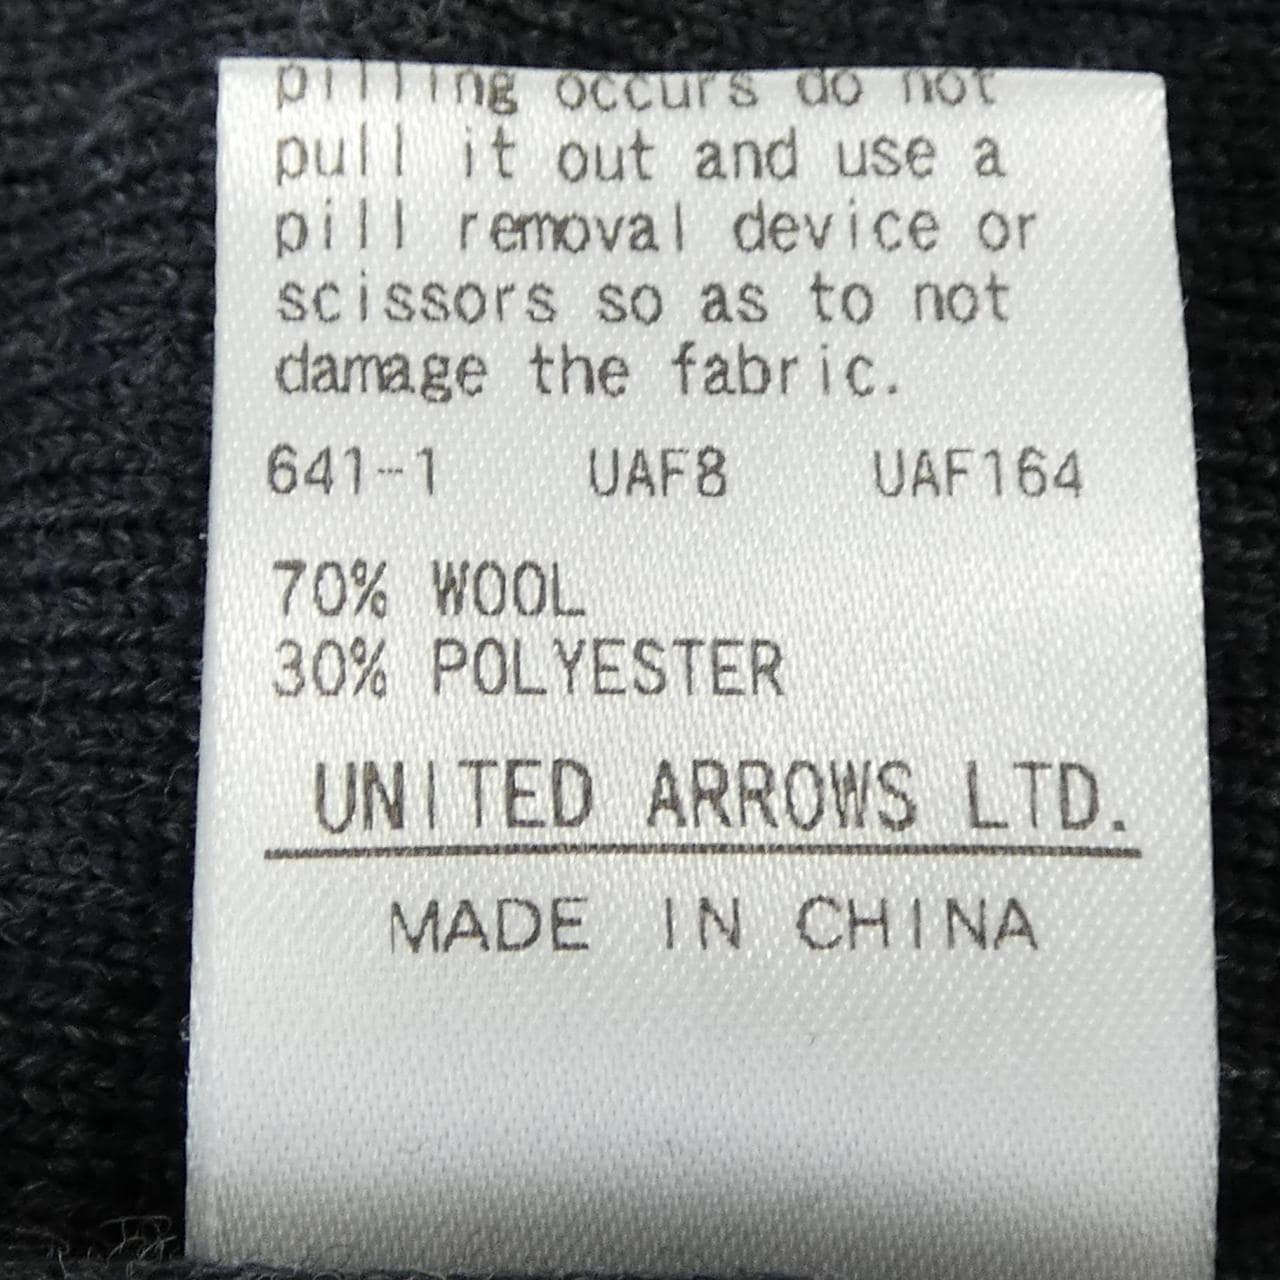 pilling occurs do not
pull it out and use a
pill removal device or
scissors so as to not
damage the fabric.
641-1 UAF8 UAF164
70% WOOL
30% POLYESTER
UNITED ARROWS LTD.
MADE IN CHINA